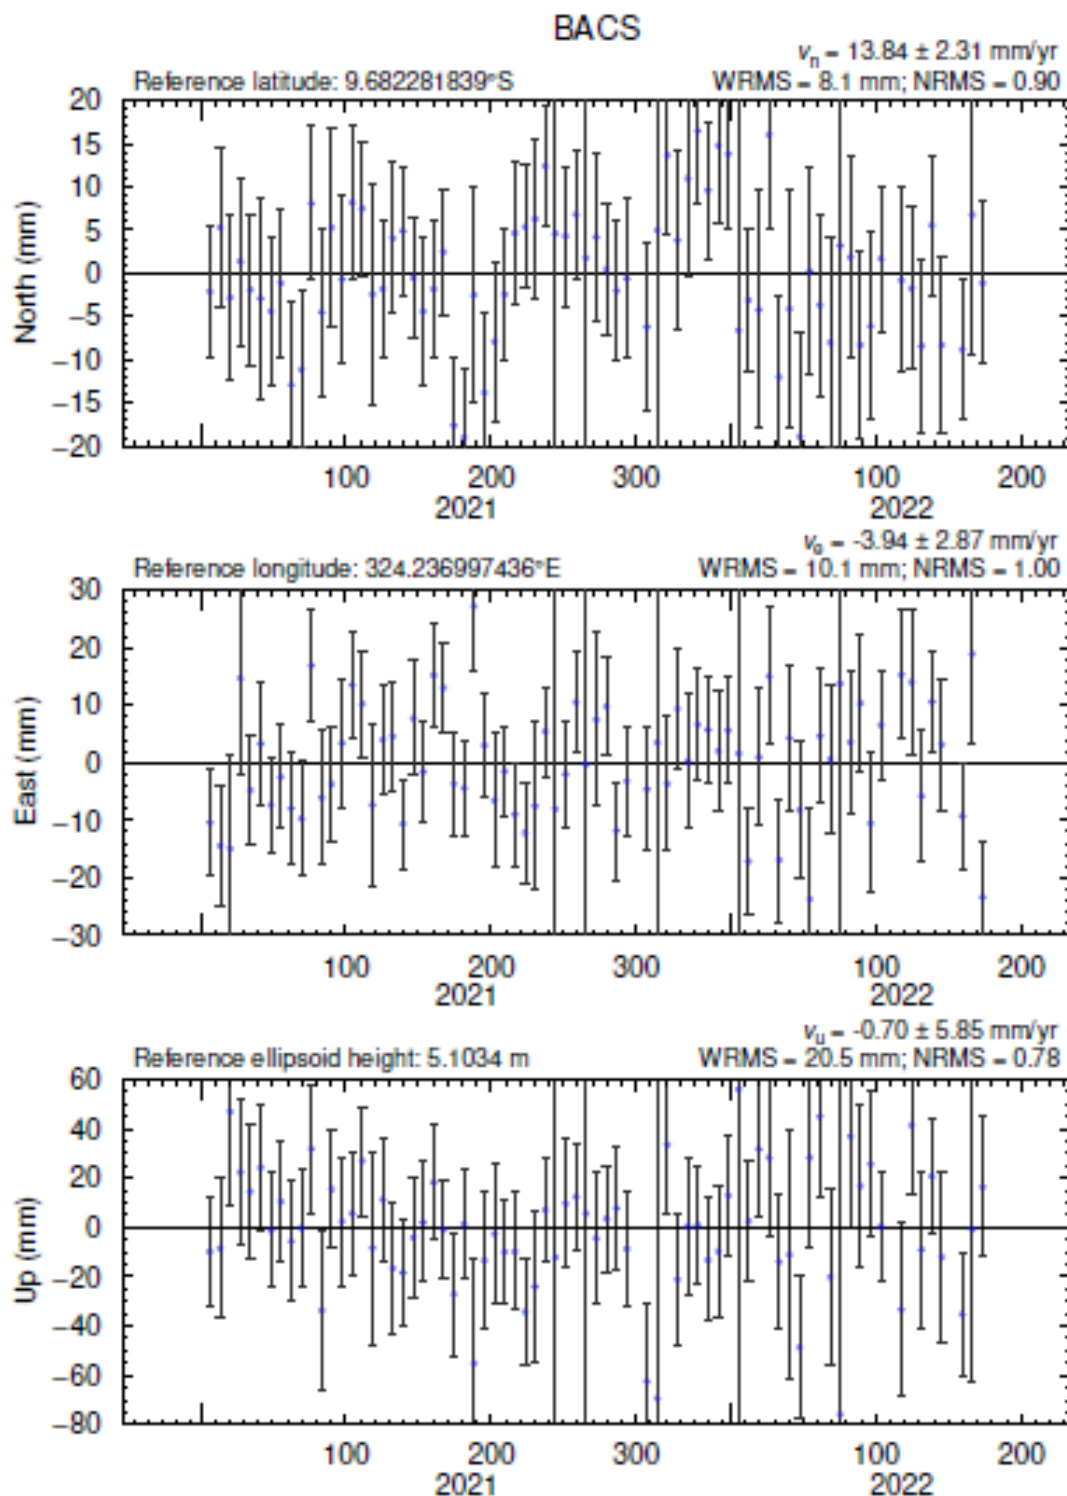 BACS
vn = 13.84 ± 2.31 mm/yr
Reference latitude: 9.682281839°S WRMS = 8.1 mm; NRMS = 0.90
20
15
10
5
0
−5
−10
−15
−20
North (mm)
100 200 300 100 200
2021 2022
ve = -3.94 ± 2.87 mm/yr
Reference longitude: 324.236997436°E WRMS = 10.1 mm; NRMS = 1.00
30
20
10
0
−10
−20
−30
East (mm)
100 200 300 100 200
2021 2022
vu = -0.70 ± 5.85 mm/yr
Reference ellipsoid height: 5.1034 m WRMS = 20.5 mm; NRMS = 0.78
60
40
20
0
−20
−40
−60
−80
Up (mm)
100 200 300 100 200
2021 2022